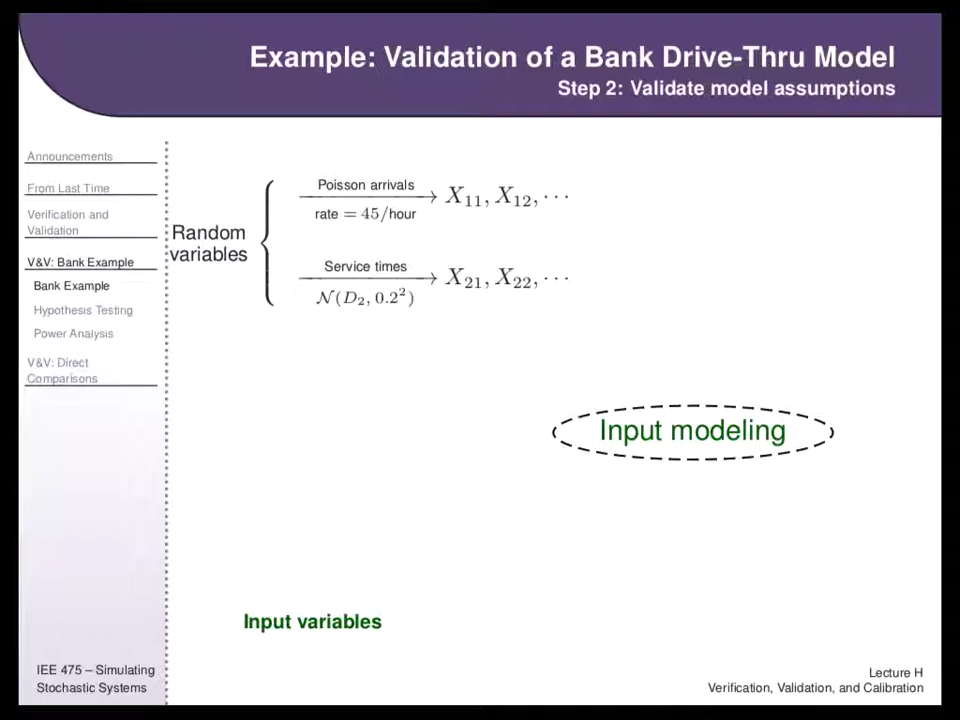 Example: Validation of a Bank Drive-Thru Model
Step 2: Validate model assumptions
Announcements
From Last Time
Verification and
Validation
V&V: Bank Example
Bank Example
Hypothesis Testing
Power Analysis
V&V: Direct
Comparisons
Random
variables
Poisson arrivals
rate = 45/hour
X₁₁, X₁₂, ···
Service times
𝒩(D₂, 0.2²)
X₂₁, X₂₂, ···
Input modeling
Input variables
IEE 475 – Simulating
Stochastic Systems
Lecture H
Verification, Validation, and Calibration